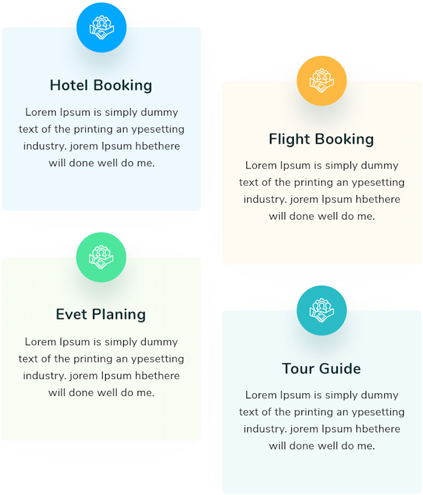 Hotel Booking
Lorem Ipsum is simply dummy
text of the printing an ypesetting
industry. jorem Ipsum hbethere
will done well do me.
Flight Booking
Lorem Ipsum is simply dummy
text of the printing an ypesetting
industry. jorem Ipsum hbethere
will done well do me.
Evet Planing
Lorem Ipsum is simply dummy
text of the printing an ypesetting
industry. jorem Ipsum hbethere
will done well do me.
Tour Guide
Lorem Ipsum is simply dummy
text of the printing an ypesetting
industry. jorem Ipsum hbethere
will done well do me.